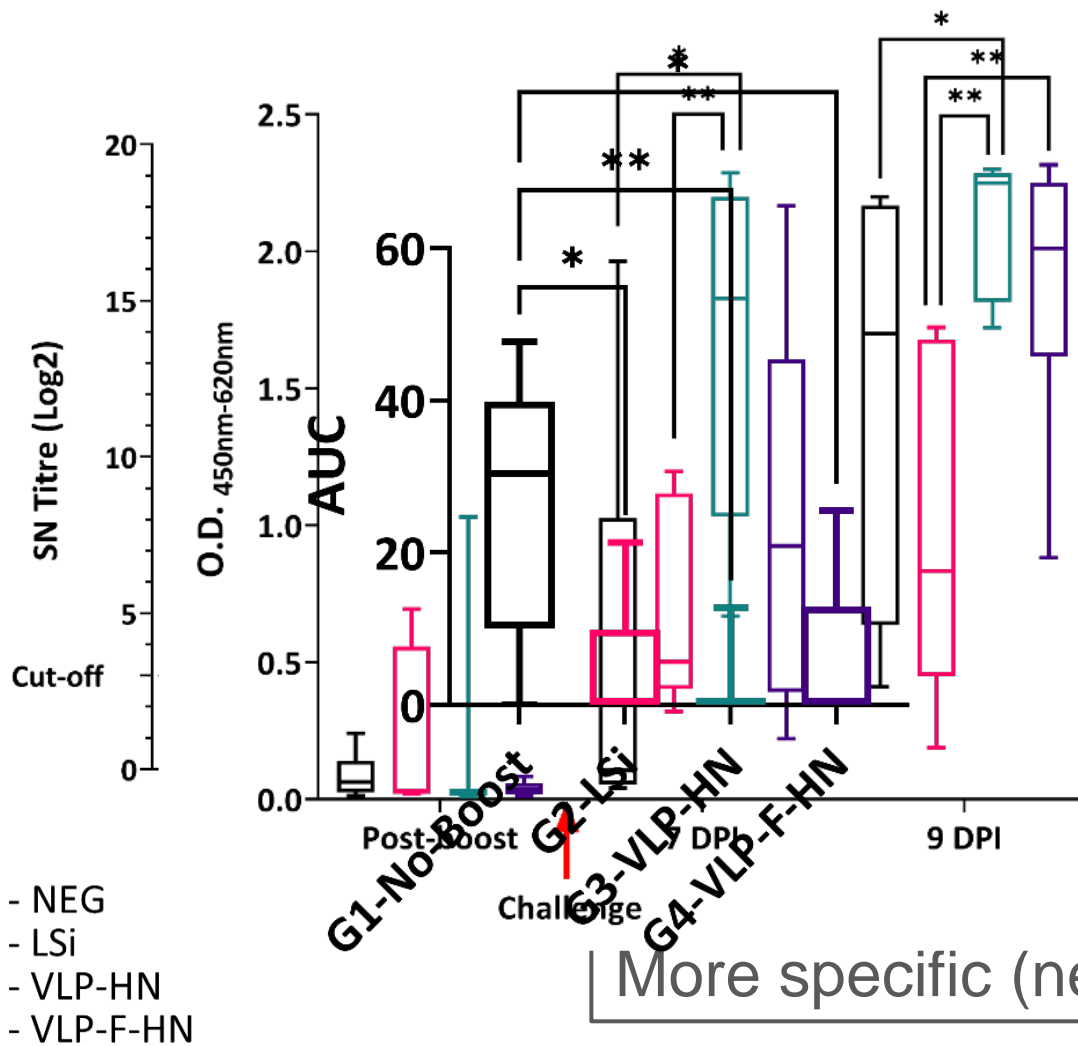 *
*
*
**
**
**
**
*
2.5
20
2.0
60
15
1.5
40
SN Titre (Log2)
O.D. 450nm-620nm
AUC
10
1.0
20
5
0.5
Cut-off
0
0
0.0
Post-Boost
7 DPI
9 DPI
Challenge
G1-No-Boost
G2-LSi
G3-VLP-HN
G4-VLP-F-HN
- NEG
- LSi
- VLP-HN
- VLP-F-HN
More specific (ne